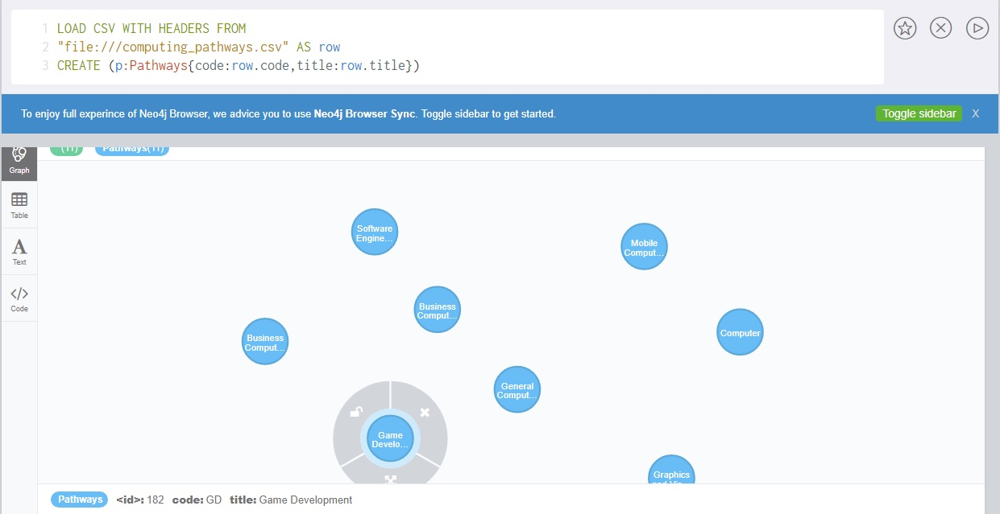 1 LOAD CSV WITH HEADERS FROM
2 "file:///computing_pathways.csv" AS row
3 CREATE (p:Pathways{code:row.code,title:row.title})
To enjoy full experince of Neo4j Browser, we advice you to use Neo4j Browser Sync. Toggle sidebar to get started.
Toggle sidebar X
(11) Pathways(11)
Graph
Table
A
Text
</>
Code
Software
Engine...
Mobile
Comput...
Business
Comput...
Business
Comput...
Computer
General
Comput...
Game
Develo...
Graphics
and Vis...
Pathways <id>: 182 code: GD title: Game Development